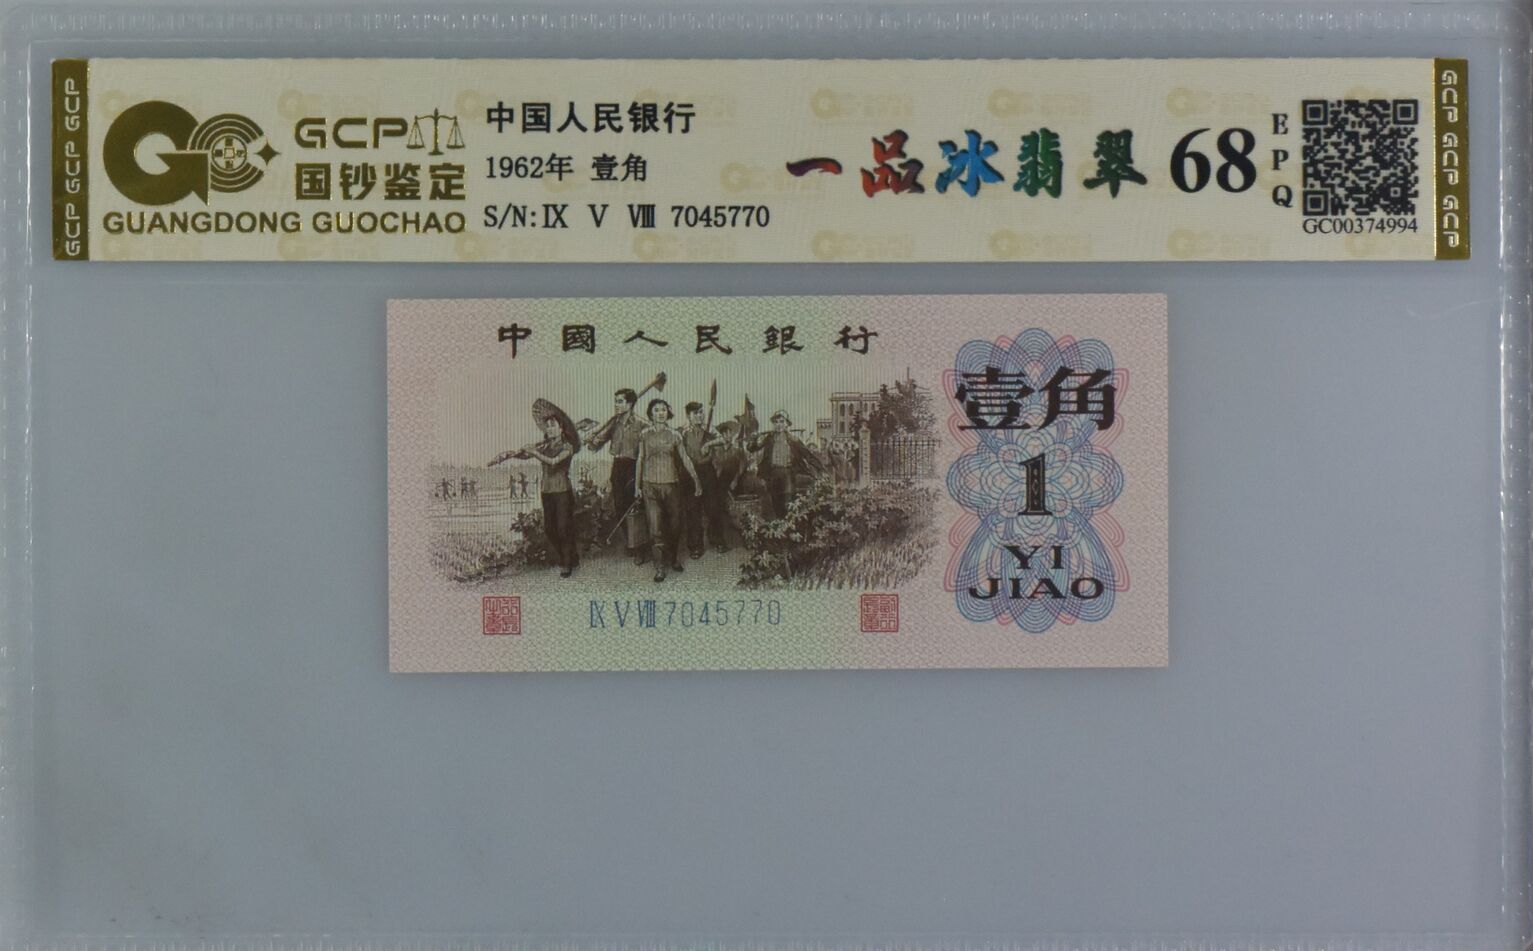 GCP GCP GCP
GCP
国钞鉴定
GUANGDONG GUOCHAO
中国人民银行
1962年 壹角
S/N:Ⅸ Ⅴ Ⅷ 7045770
一品冰翡翠
68
EPQ
GC00374994
GCP GCP GCP
中國人民銀行
壹角
1
YI
JIAO
Ⅸ Ⅴ Ⅷ 7045770